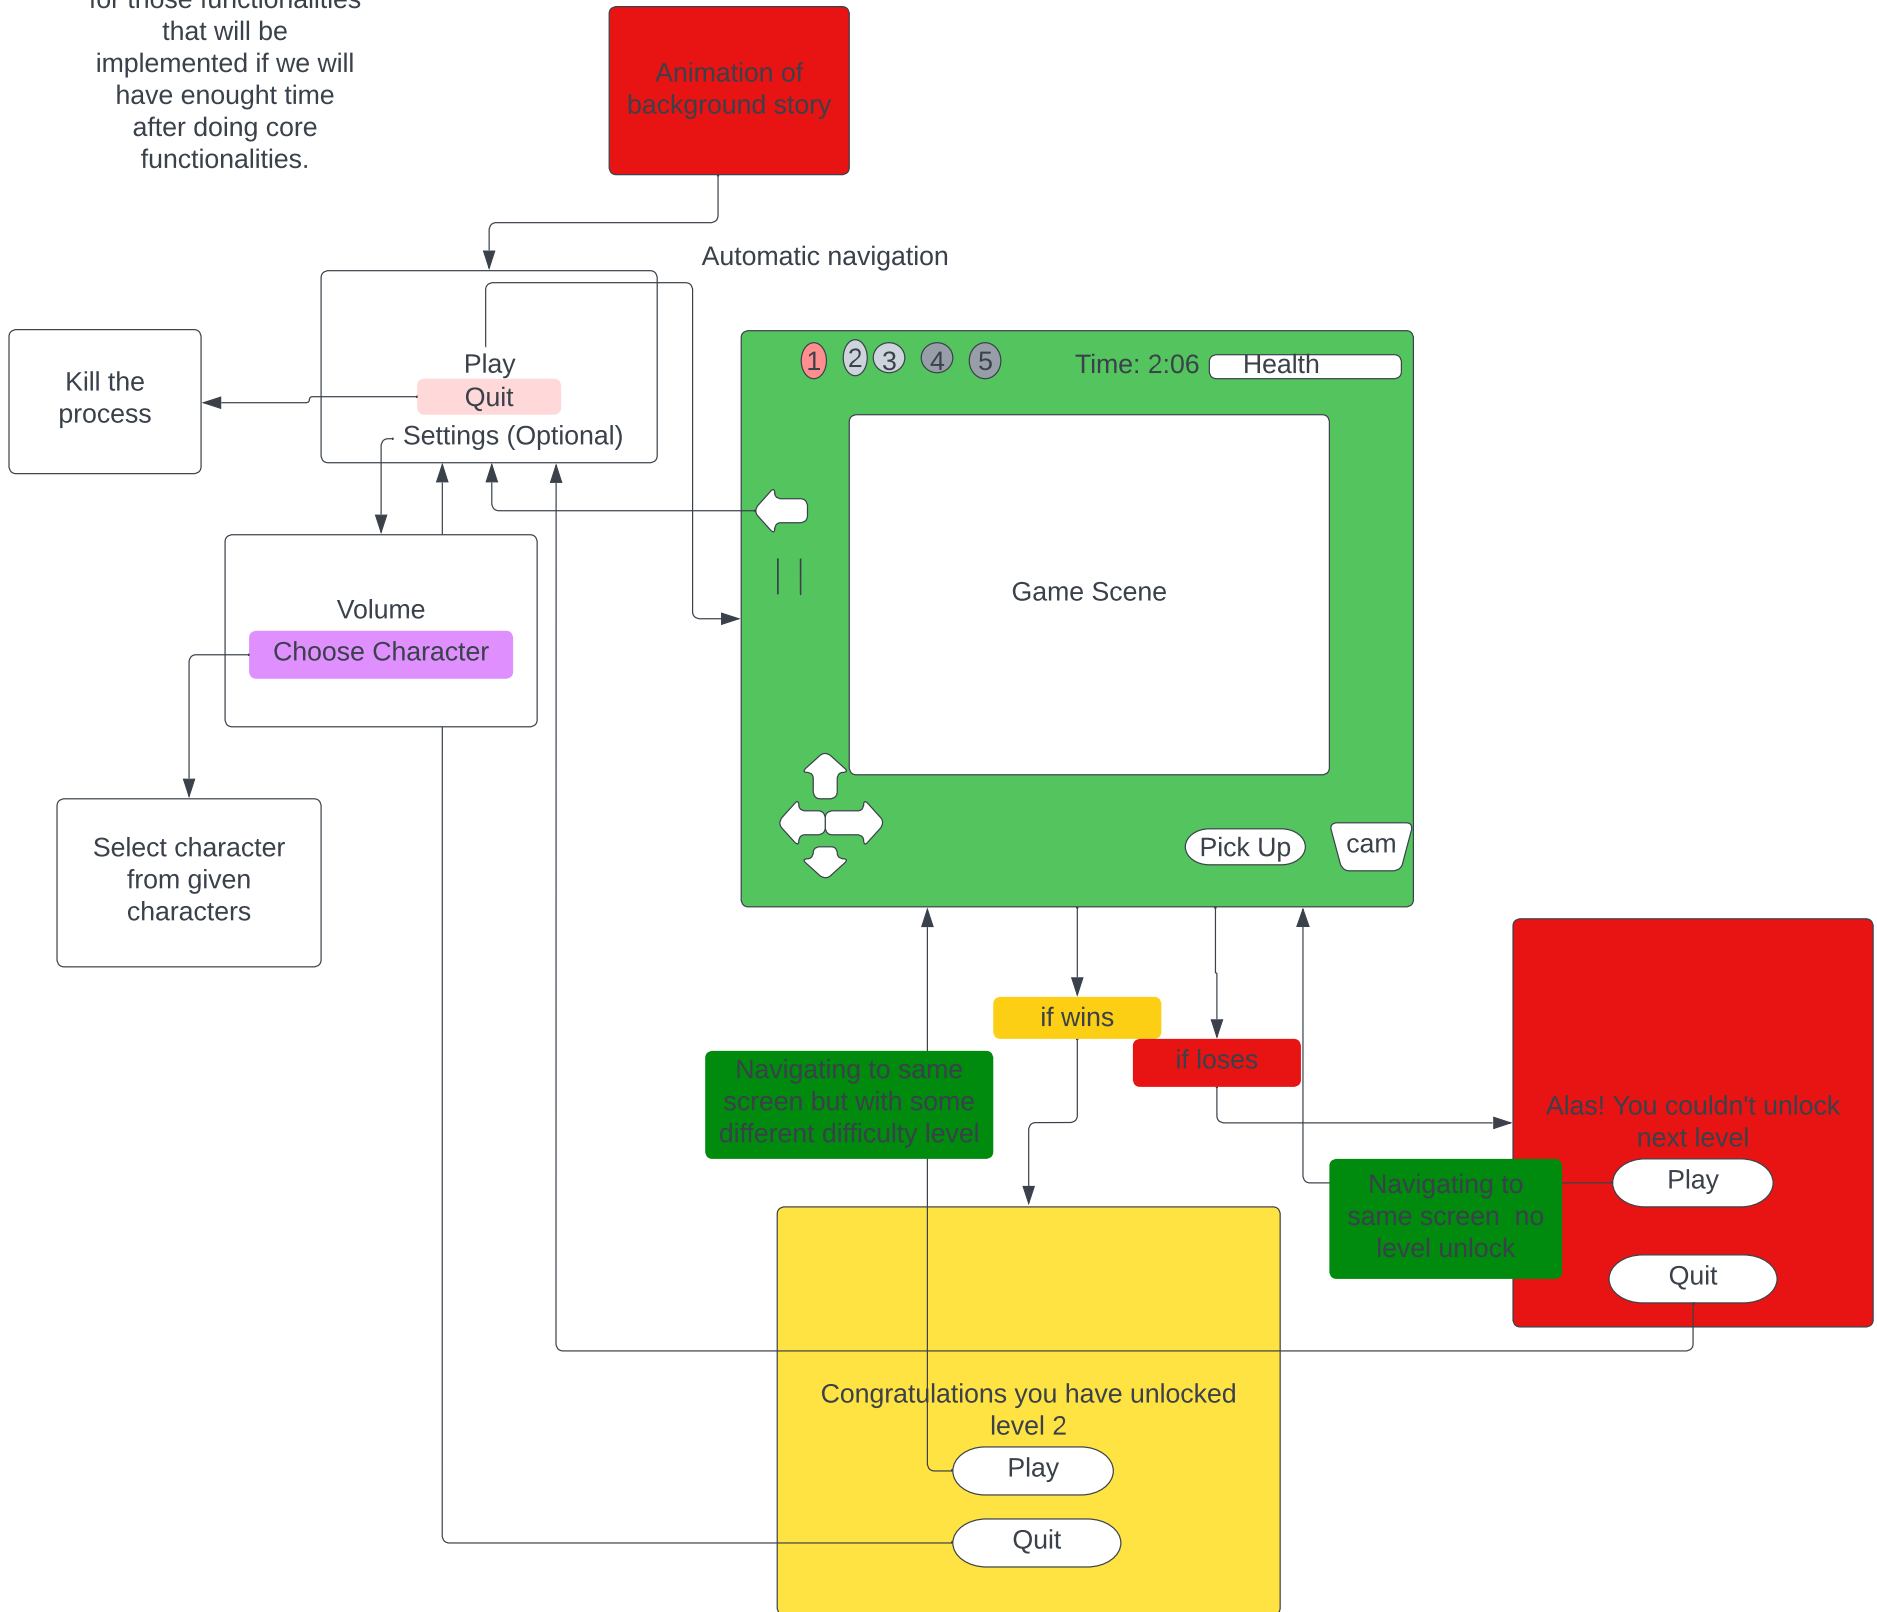 for those functionalities
that will be
implemented if we will
have enought time
after doing core
functionalities.
Animation of
background story
Automatic navigation
Play
Quit
Settings (Optional)
Kill the
process
1
2
3
4
5
Time: 2:06
Health
Game Scene
Volume
Choose Character
Select character
from given
characters
Pick Up
cam
if wins
if loses
Navigating to same
screen but with some
different difficulty level
Alas! You couldn't unlock
next level
Play
Navigating to
same screen  no
level unlock
Quit
Congratulations you have unlocked
level 2
Play
Quit